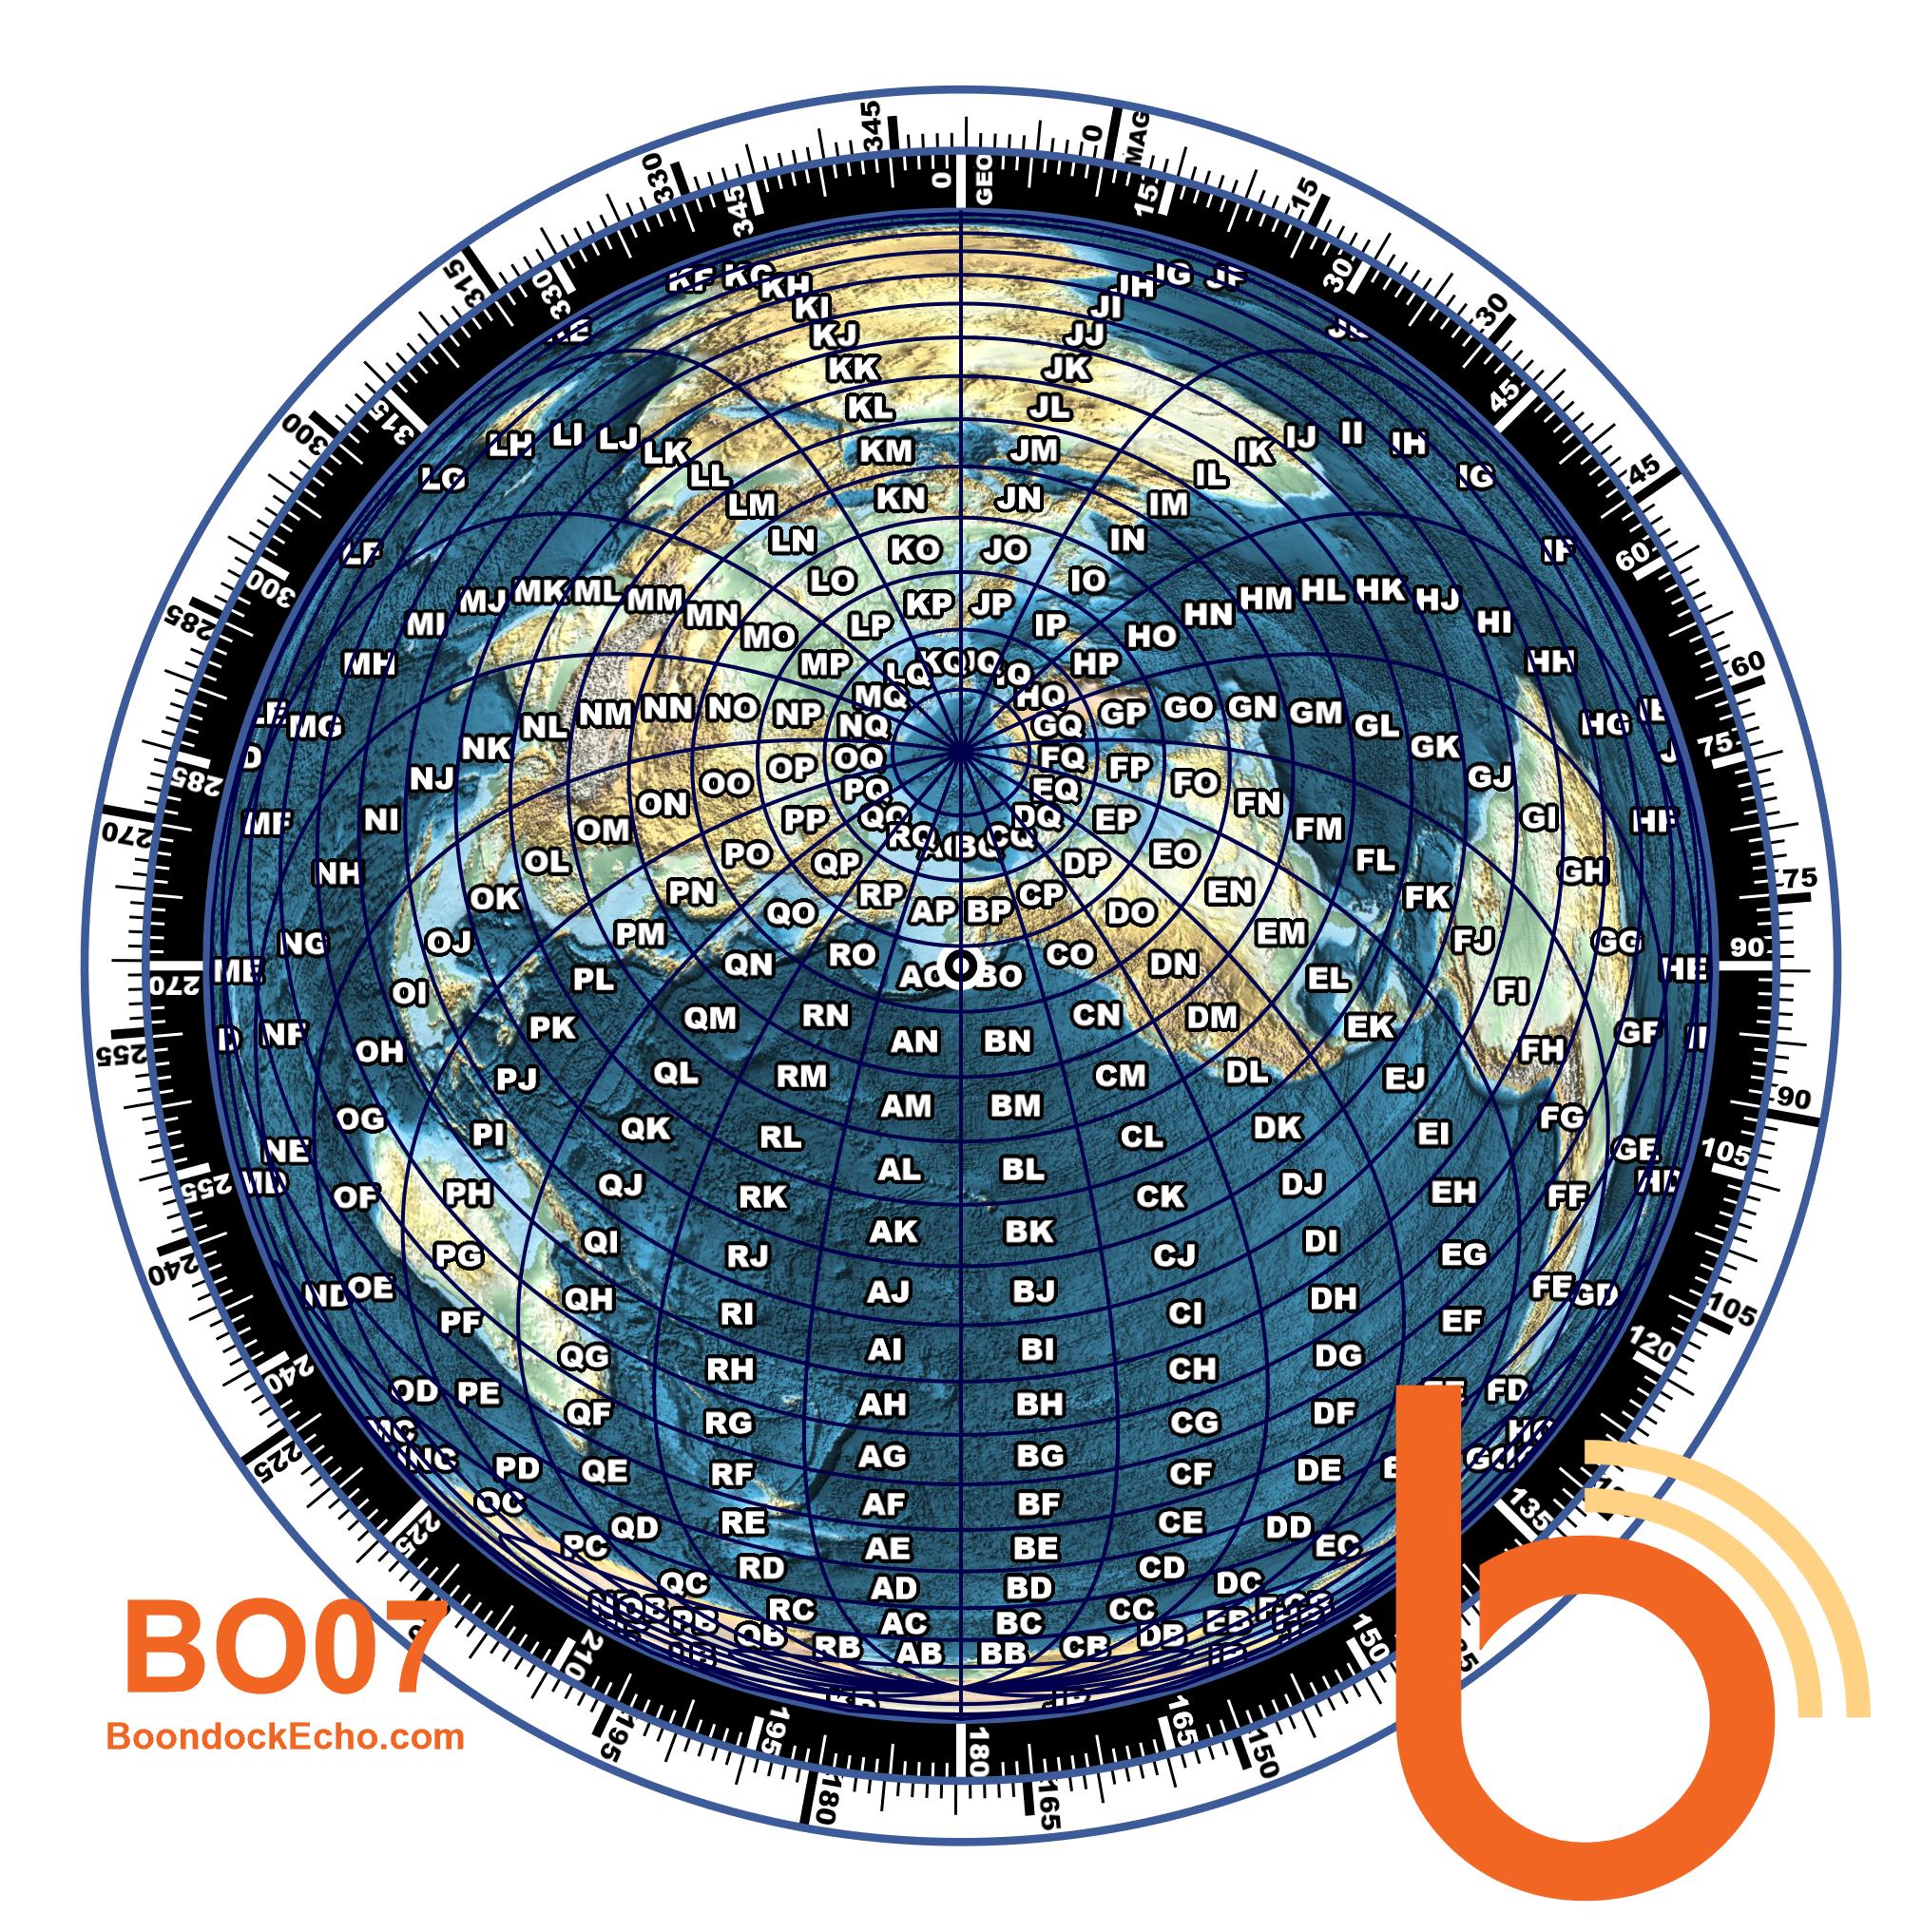 345 0 MAG
330 345 0 GEO 15 15
315 330 30 30
KF KG KH JH IG JF
KI JI
KJ JJ
KK JK
300 315 KL JL 45 45
LH LI LJ LK KM JM IK IJ II IH
LG LL IL IG
LM KN JN IM
LN KO JO IN
LF IF
285 300 LO IO 60 60
MJ MK ML MM MN KP JP HN HM HL HK HJ
MI MO LP IP HO HI
MH MP LQ KQ HP HH
MQ HQ
MG NL NM NN NO NP NQ GQ GP GO GN GM GL HG
NK GK 75
285 NJ OO OP OQ FQ FP FO GJ
ON PQ EQ FN
270 MF NI OM PP DQ EP FM GI HF
NH OL PO QP RQ CQ DP EO FL GH 75
OK PN RP CP EN FK
QO AP BP DO
NG OJ PM RO CO EM FJ GG 90
270 ME PL QN BO DN EL HE
OI FI
QM RN CN DM
255 NF PK AN BN EK GF
OH FH
PJ QL RM CM DL EJ
AM BM 90
OG PI QK RL CL DK EI FG
NE GE 105
255 MD AL BL
OF PH QJ RK CK DJ EH FF
QI AK BK DI
240 PG RJ CJ EG
OE AJ BJ FE GD
QH RI CI DH 105
PF EF
240 QG AI BI DG 120
RH CH
OD PE AH BH FD
QF RG CG DF
225 AG BG
PD QE RF CF DE
OC AF BF 135
225 QD RE CE DD
PC AE BE EC
QC RD CD DC
AD BD
RC CC
PB AC BC EB
QB RB AB BB CB DB
BO07
210 150
BoondockEcho.com
195 195 180 165 150
180 165